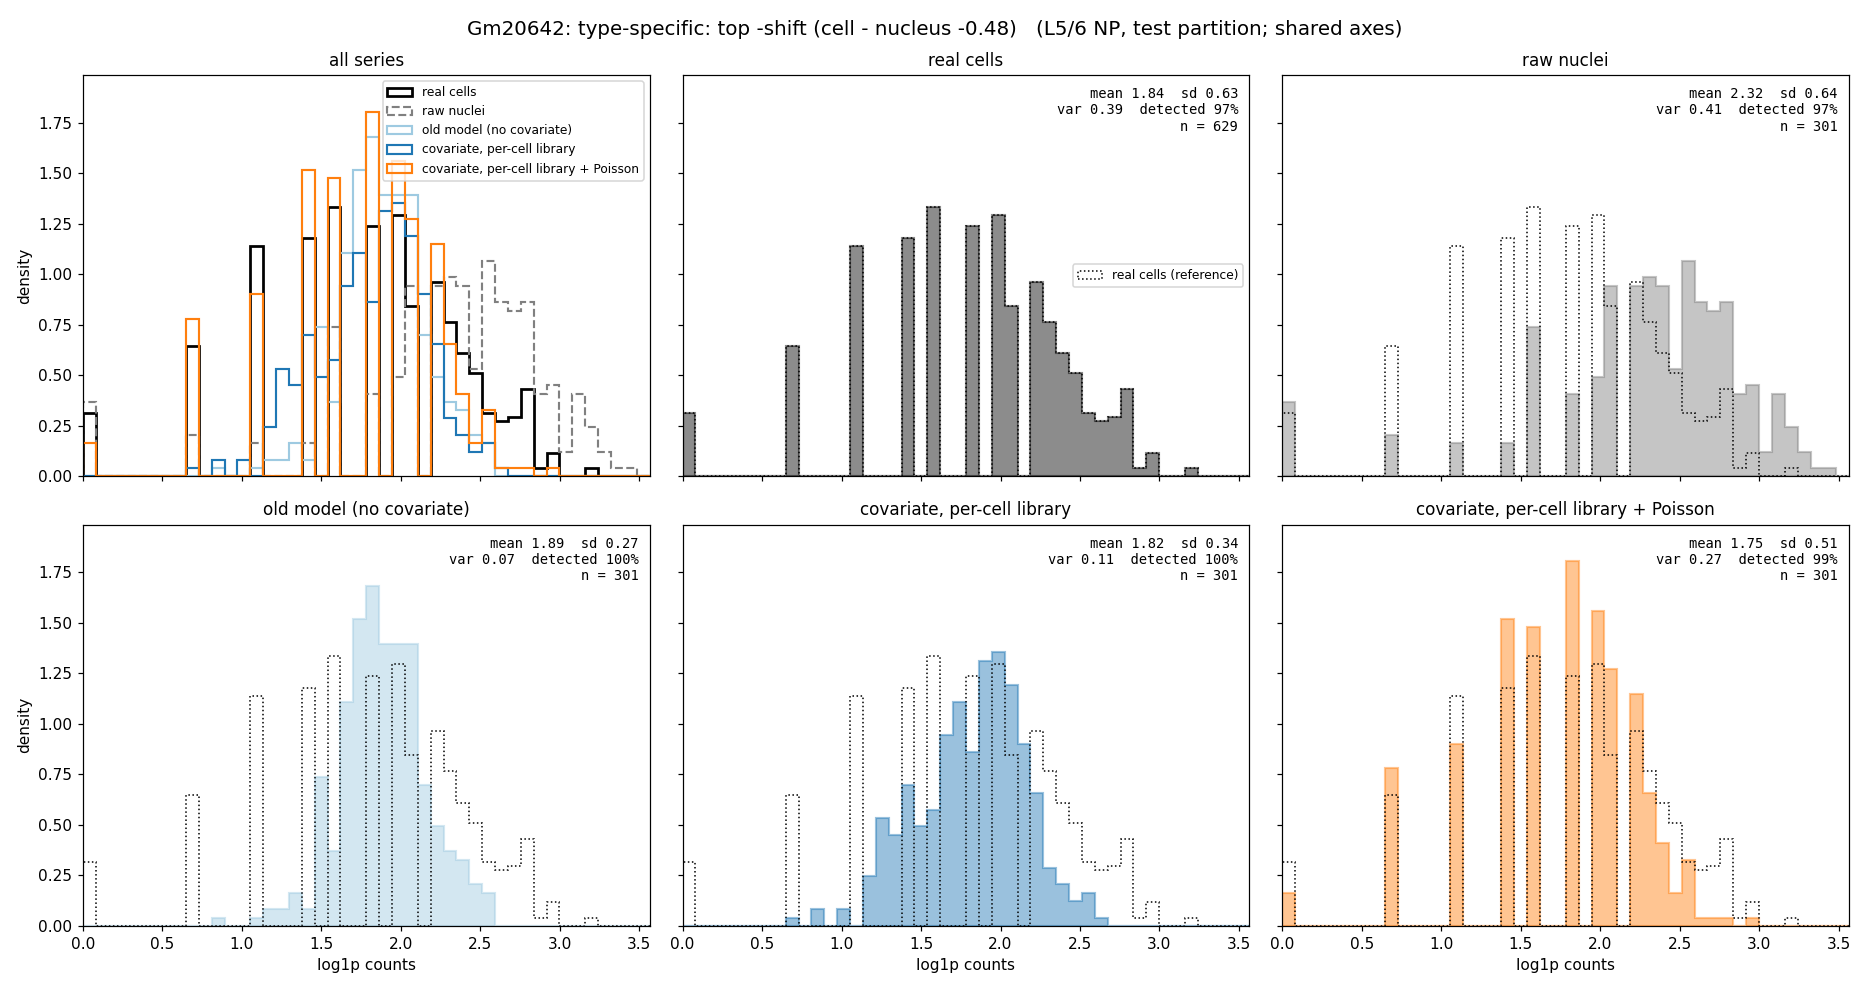 Gm20642: type-specific: top -shift (cell - nucleus -0.48)   (L5/6 NP, test partition; shared axes)
all series
real cells
raw nuclei
old model (no covariate)
covariate, per-cell library
covariate, per-cell library + Poisson
density
1.75
1.50
1.25
1.00
0.75
0.50
0.25
0.00
real cells
mean 1.84  sd 0.63
var 0.39  detected 97%
n = 629
real cells (reference)
raw nuclei
mean 2.32  sd 0.64
var 0.41  detected 97%
n = 301
old model (no covariate)
mean 1.89  sd 0.27
var 0.07  detected 100%
n = 301
density
1.75
1.50
1.25
1.00
0.75
0.50
0.25
0.00
0.0 0.5 1.0 1.5 2.0 2.5 3.0 3.5
log1p counts
covariate, per-cell library
mean 1.82  sd 0.34
var 0.11  detected 100%
n = 301
0.0 0.5 1.0 1.5 2.0 2.5 3.0 3.5
log1p counts
covariate, per-cell library + Poisson
mean 1.75  sd 0.51
var 0.27  detected 99%
n = 301
0.0 0.5 1.0 1.5 2.0 2.5 3.0 3.5
log1p counts